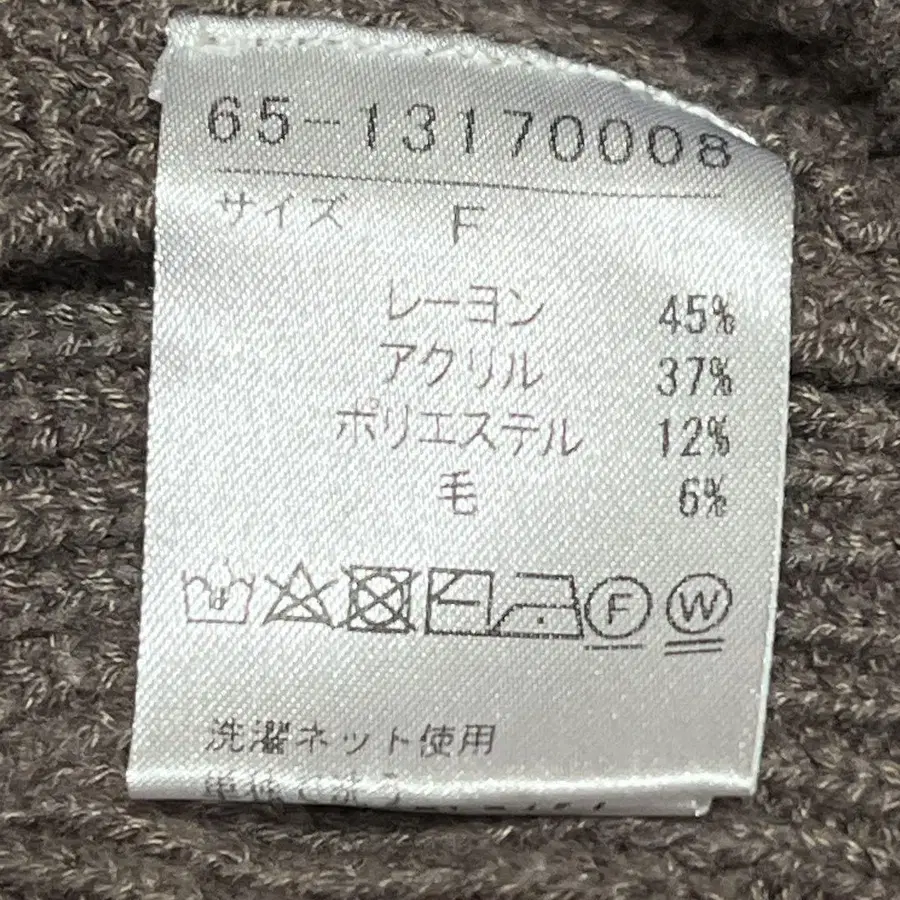 65-13170008
サイズ F
レーヨン 45%
アクリル 37%
ポリエステル 12%
毛 6%
F W
洗濯ネット使用